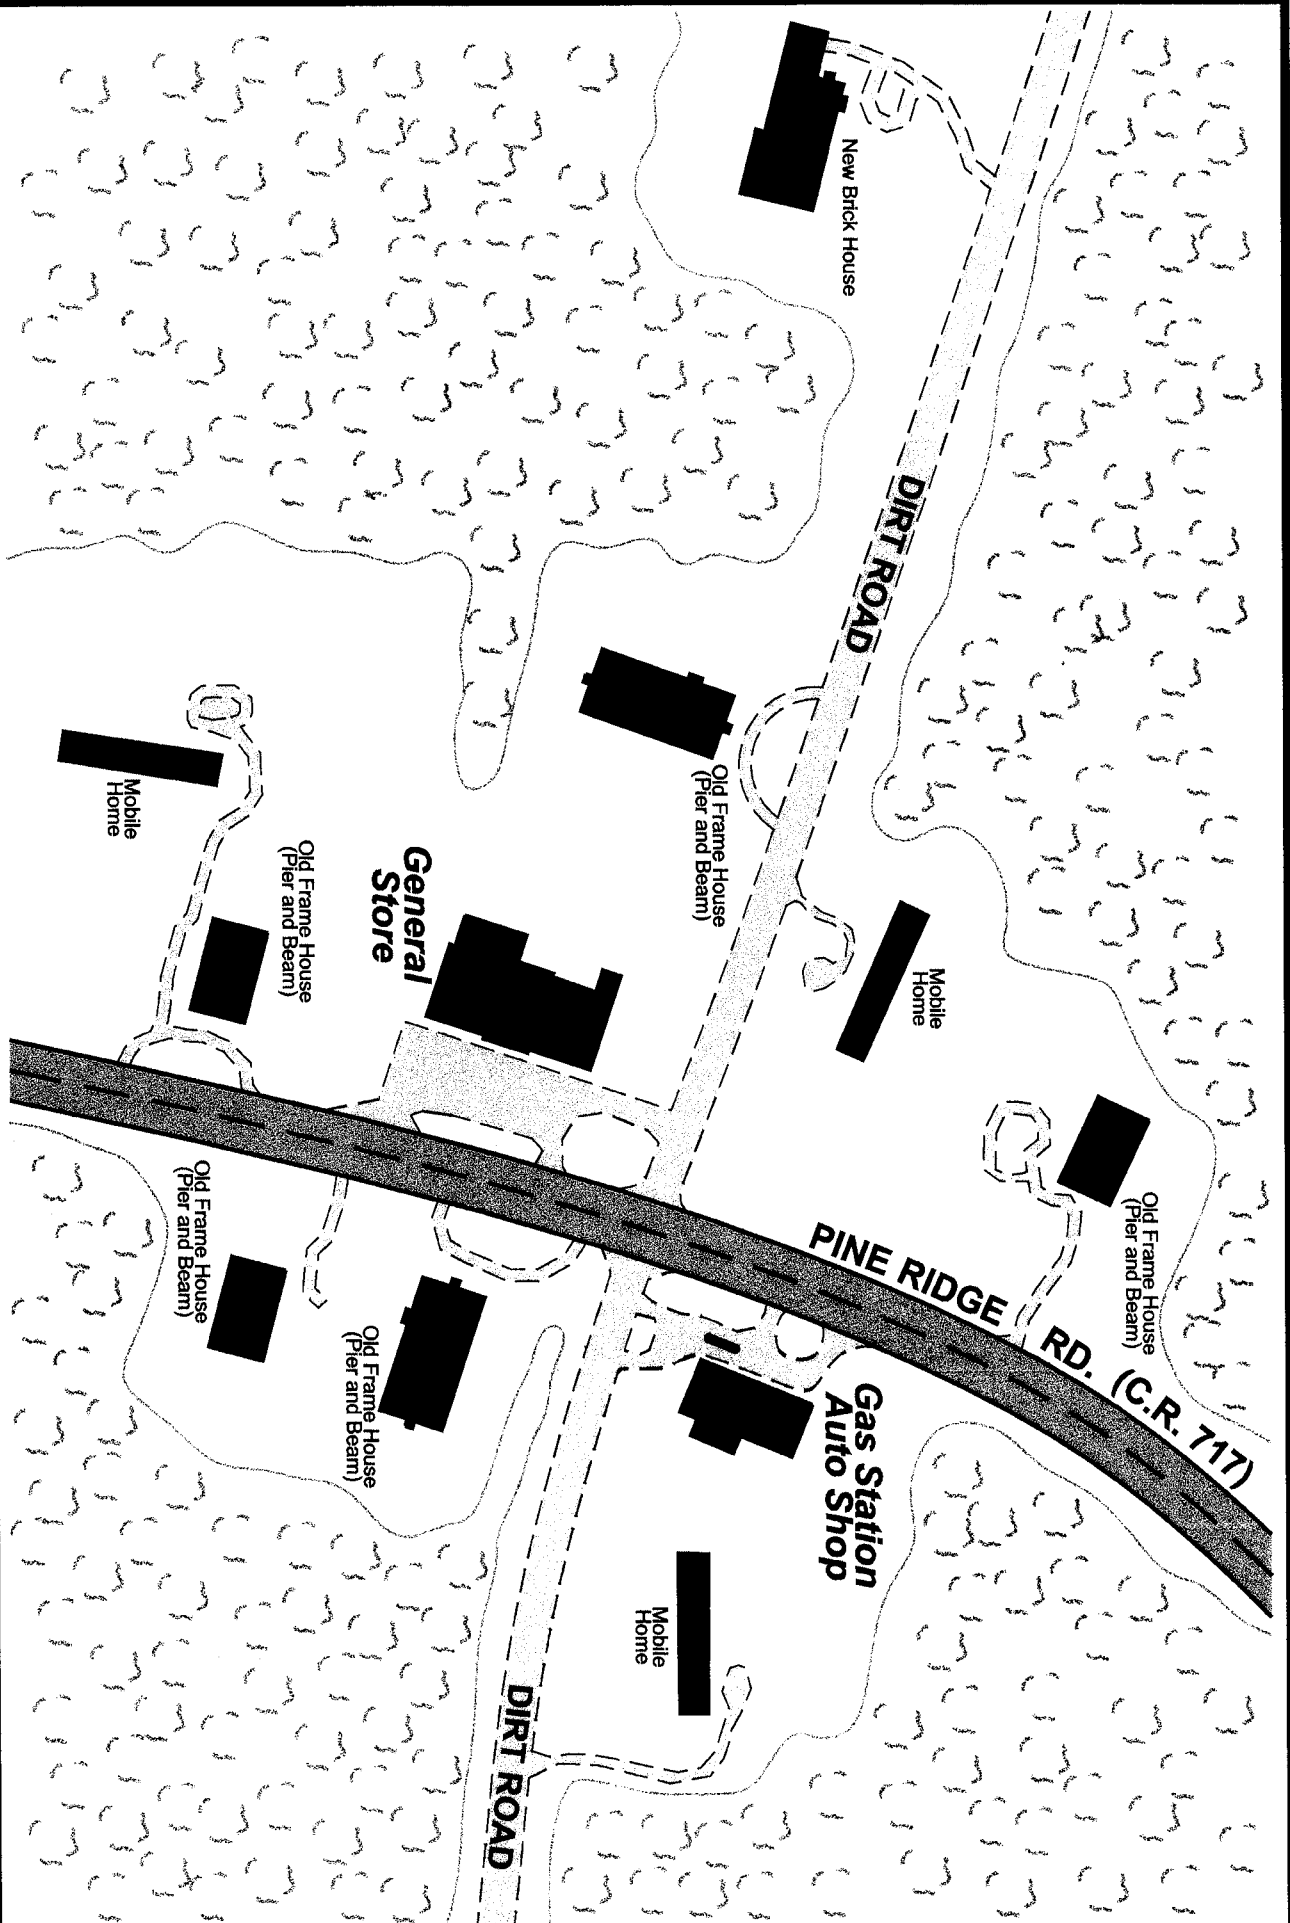 New Brick House
DIRT ROAD
Old Frame House
(Pier and Beam)
Mobile
Home
Old Frame House
(Pier and Beam)
PINE RIDGE RD. (C.R. 717)
General
Store
Old Frame House
(Pier and Beam)
Mobile
Home
Old Frame House
(Pier and Beam)
Old Frame House
(Pier and Beam)
Gas Station
Auto Shop
Mobile
Home
DIRT ROAD